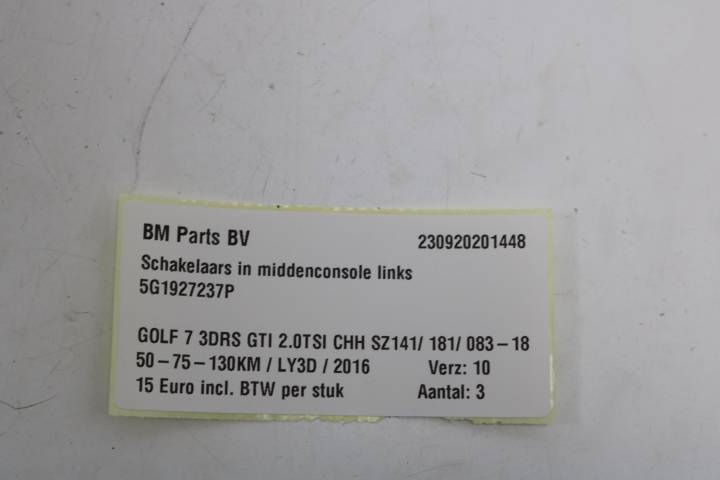 BM Parts BV 230920201448
Schakelaars in middenconsole links
5G1927237P
GOLF 7 3DRS GTI 2.0TSI CHH SZ141/ 181/ 083-18
50-75-130KM / LY3D / 2016 Verz: 10
15 Euro incl. BTW per stuk Aantal: 3